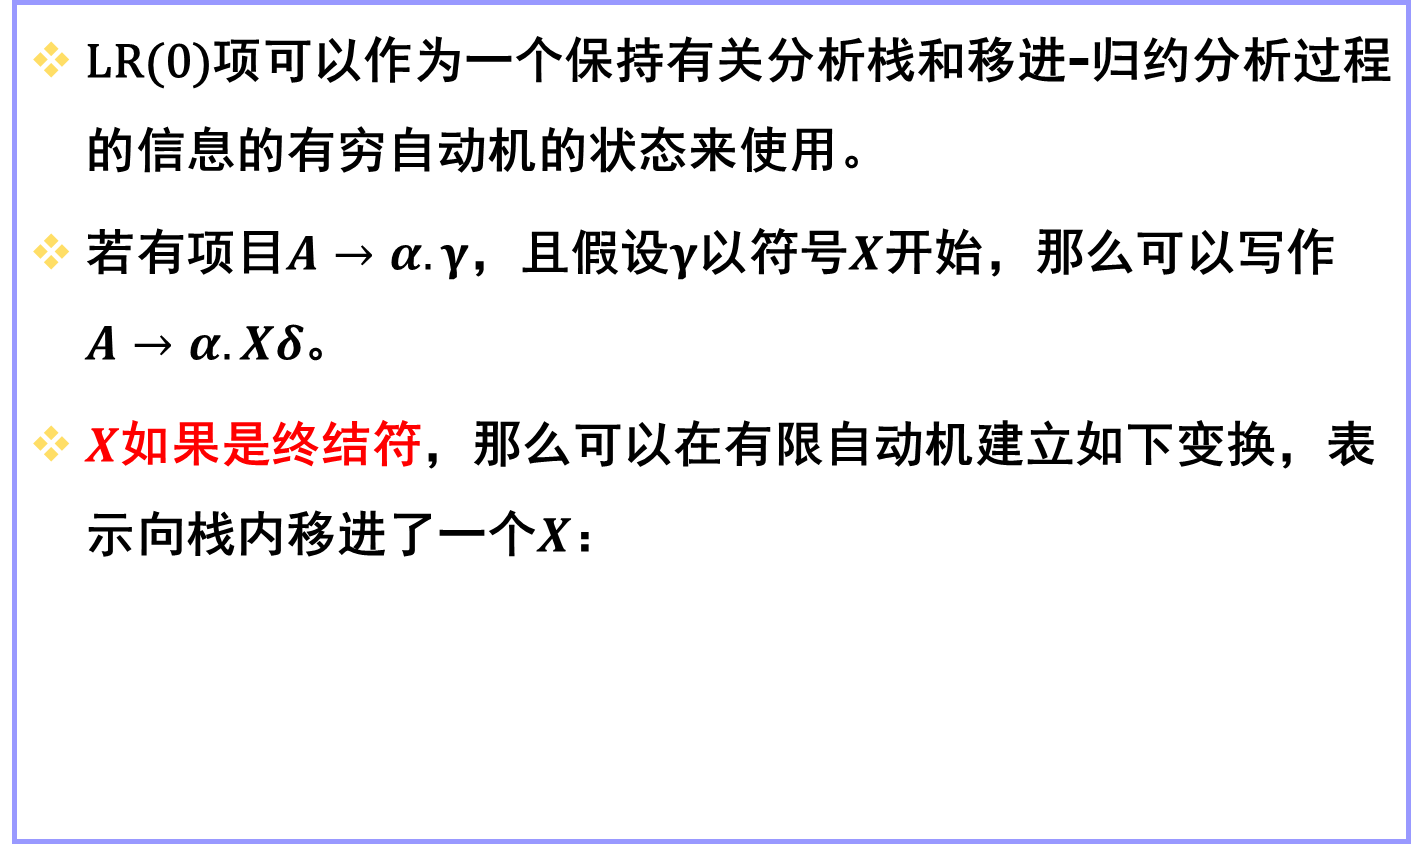 ❖ LR(0)项可以作为一个保持有关分析栈和移进-归约分析过程
的信息的有穷自动机的状态来使用。
❖ 若有项目A → α.γ，且假设γ以符号X开始，那么可以写作
A → α.Xδ。
❖ X如果是终结符，那么可以在有限自动机建立如下变换，表
示向栈内移进了一个X：